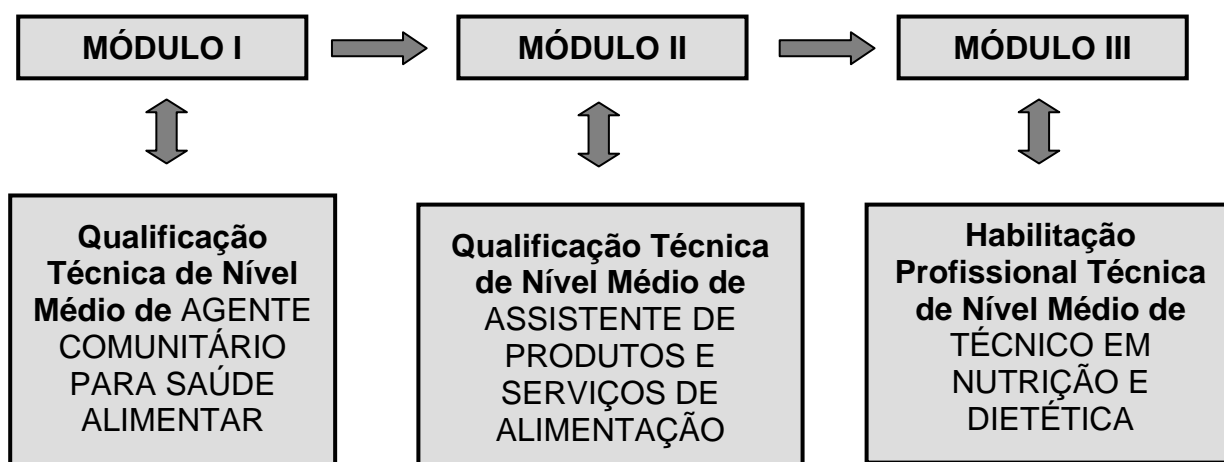 MÓDULO I
MÓDULO II
MÓDULO III
Qualificação
Técnica de Nível
Médio de AGENTE
COMUNITÁRIO
PARA SAÚDE
ALIMENTAR
Qualificação Técnica
de Nível Médio de
ASSISTENTE DE
PRODUTOS E
SERVIÇOS DE
ALIMENTAÇÃO
Habilitação
Profissional Técnica
de Nível Médio de
TÉCNICO EM
NUTRIÇÃO E
DIETÉTICA